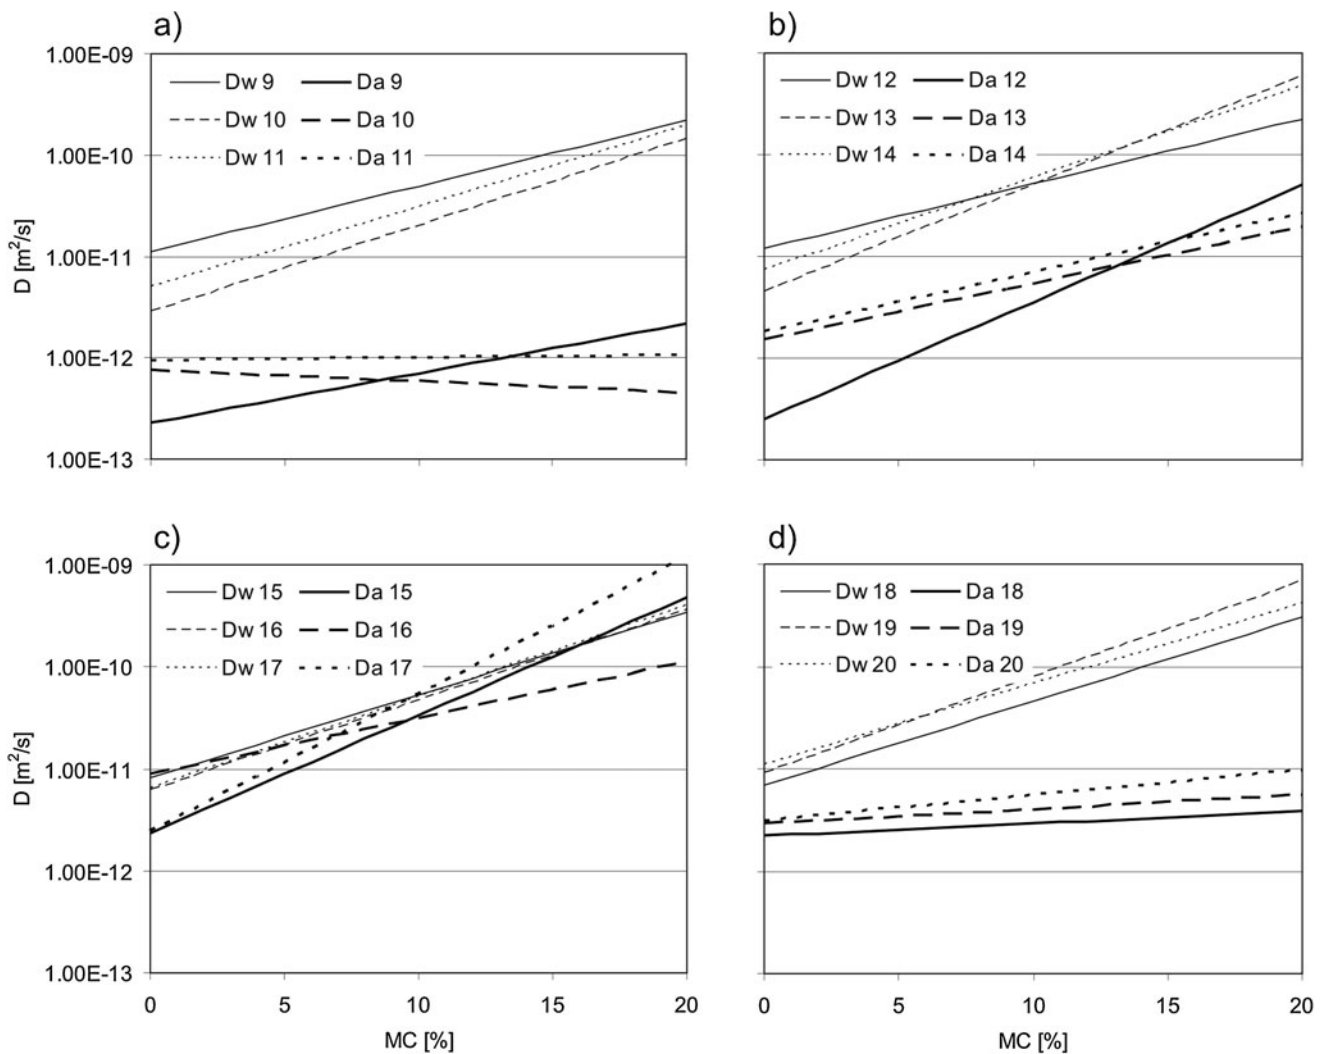 a)
b)
1.00E-09
1.00E-10
1.00E-11
1.00E-12
1.00E-13
D [m²/s]
Dw 9 Da 9
Dw 10 Da 10
Dw 11 Da 11
0 5 10 15 20
Dw 12 Da 12
Dw 13 Da 13
Dw 14 Da 14
0 5 10 15 20
MC [%]
MC [%]
c)
d)
1.00E-09
1.00E-10
1.00E-11
1.00E-12
1.00E-13
D [m²/s]
Dw 15 Da 15
Dw 16 Da 16
Dw 17 Da 17
Dw 18 Da 18
Dw 19 Da 19
Dw 20 Da 20